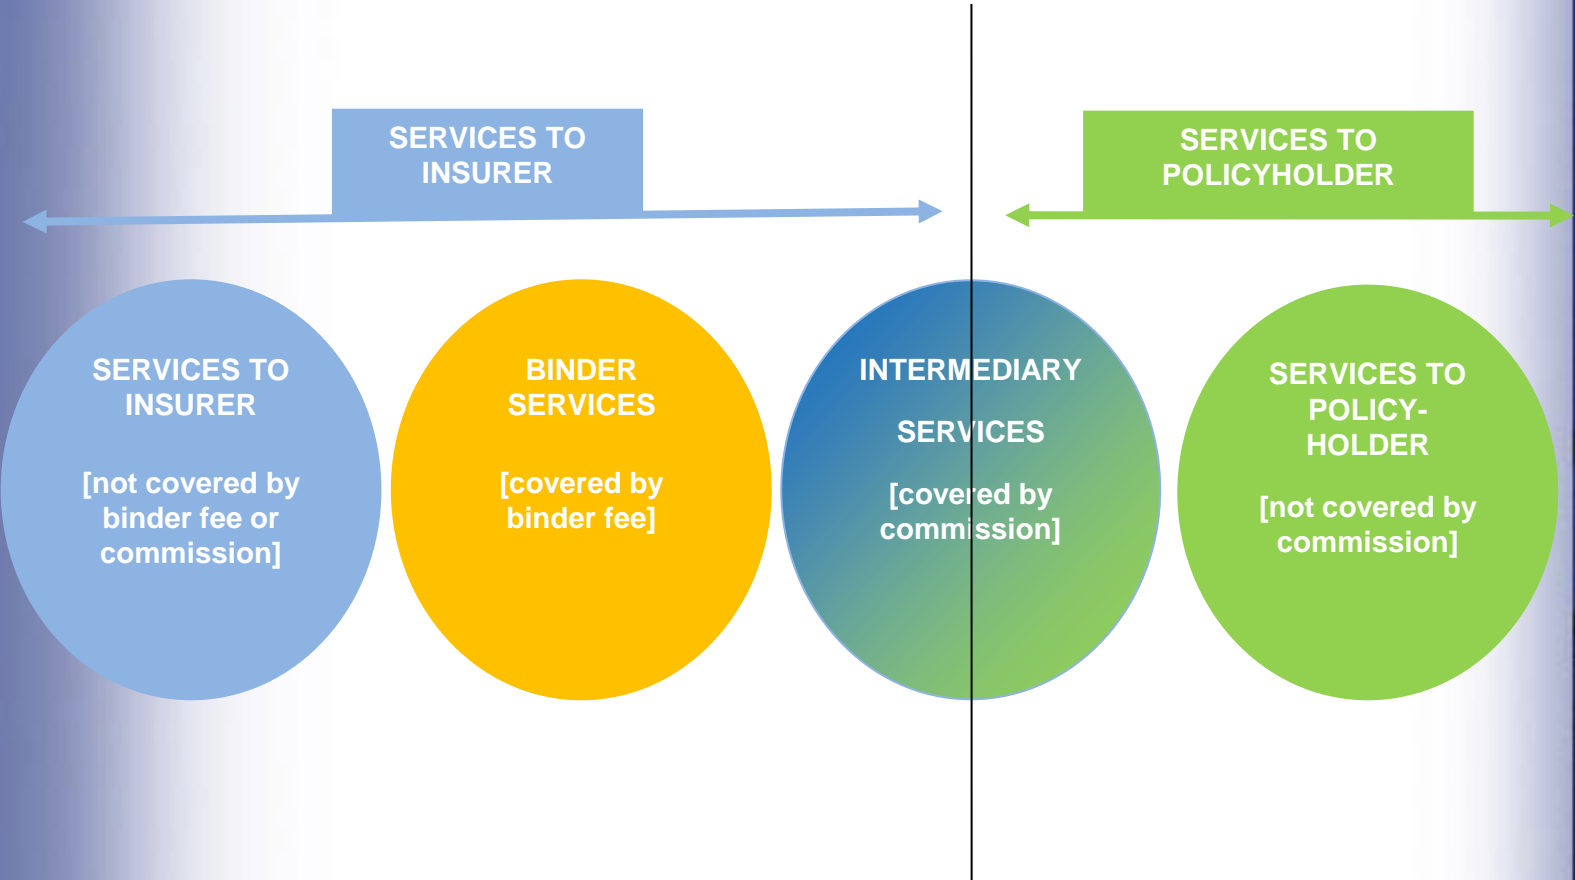 SERVICES TO
INSURER
SERVICES TO
POLICYHOLDER
SERVICES TO
INSURER
[not covered by
binder fee or
commission]
BINDER
SERVICES
[covered by
binder fee]
INTERMEDIARY
SERVICES
[covered by
commission]
SERVICES TO
POLICY-
HOLDER
[not covered by
commission]